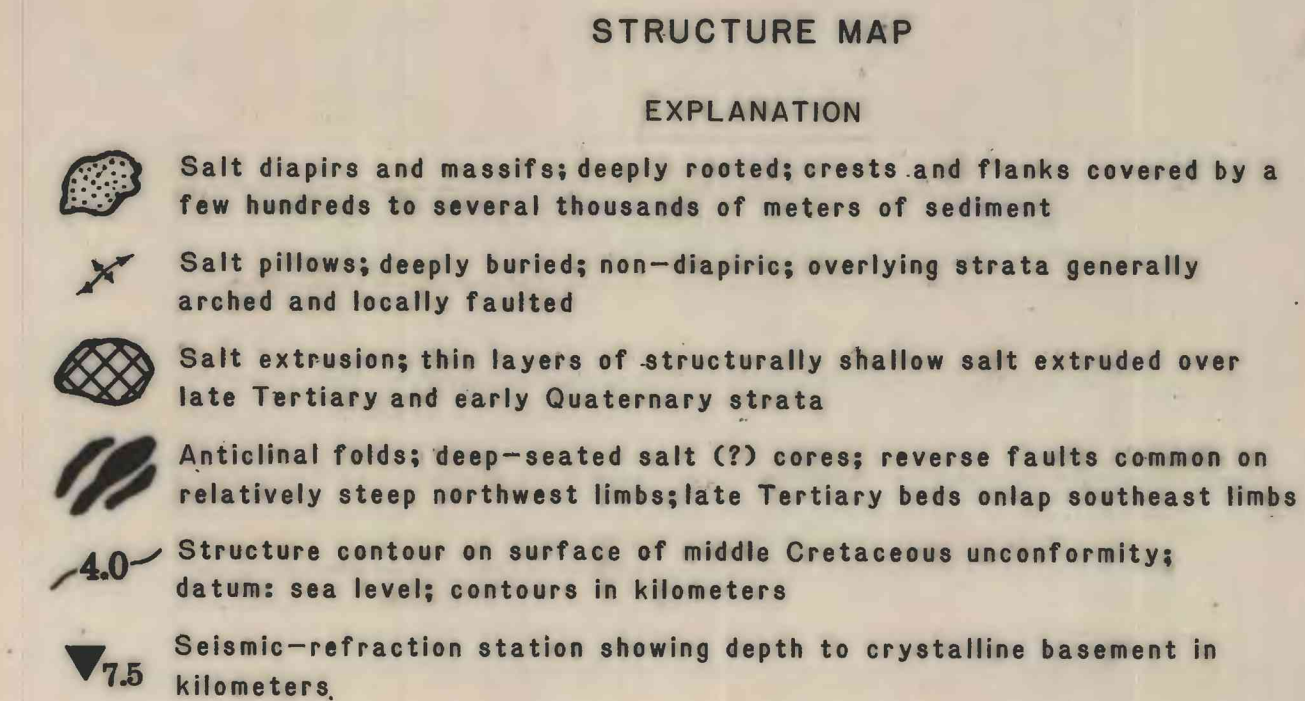 STRUCTURE MAP
EXPLANATION
Salt diapirs and massifs; deeply rooted; crests and flanks covered by a
few hundreds to several thousands of meters of sediment
Salt pillows; deeply buried; non-diapiric; overlying strata generally
arched and locally faulted
Salt extrusion; thin layers of structurally shallow salt extruded over
late Tertiary and early Quaternary strata
Anticlinal folds; deep-seated salt (?) cores; reverse faults common on
relatively steep northwest limbs; late Tertiary beds onlap southeast limbs
4.0 Structure contour on surface of middle Cretaceous unconformity;
datum: sea level; contours in kilometers
7.5 Seismic-refraction station showing depth to crystalline basement in
kilometers.